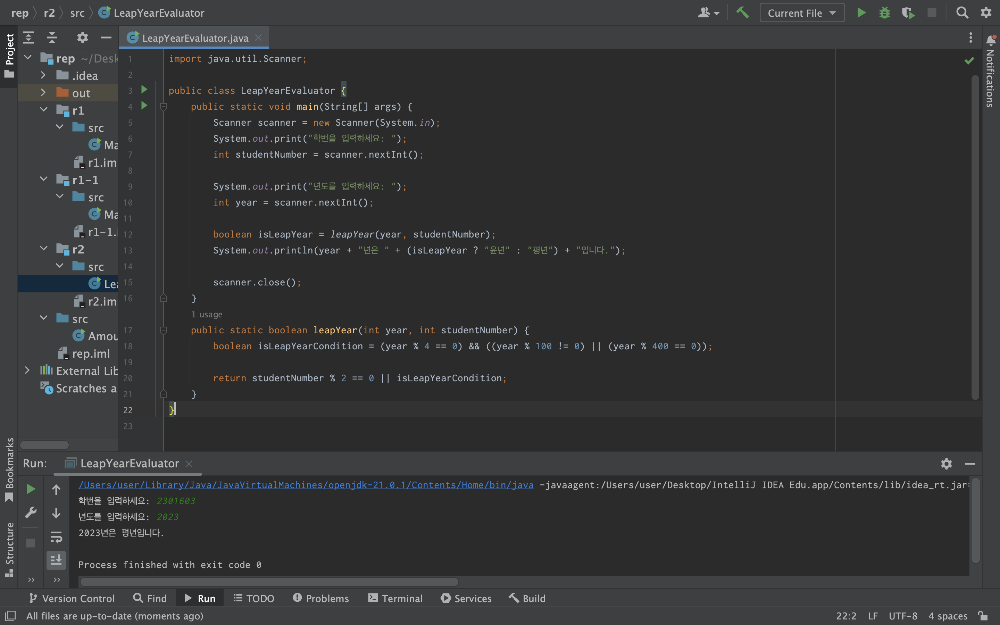 rep r2 src LeapYearEvaluator
Current File
Project
LeapYearEvaluator.java
Notifications
rep ~/Desk
.idea
out
r1
src
Ma
r1.iml
r1-1
src
Ma
r1-1.i
r2
src
Lea
r2.iml
src
Amou
rep.iml
External Lib
Scratches a
1 import java.util.Scanner;
2
3 public class LeapYearEvaluator {
4 public static void main(String[] args) {
5 Scanner scanner = new Scanner(System.in);
6 System.out.print("학번을 입력하세요: ");
7 int studentNumber = scanner.nextInt();
8
9 System.out.print("년도를 입력하세요: ");
10 int year = scanner.nextInt();
11
12 boolean isLeapYear = leapYear(year, studentNumber);
13 System.out.println(year + "년은 " + (isLeapYear ? "윤년" : "평년") + "입니다.");
14
15 scanner.close();
16 }
1 usage
17 public static boolean leapYear(int year, int studentNumber) {
18 boolean isLeapYearCondition = (year % 4 == 0) && ((year % 100 != 0) || (year % 400 == 0));
19
20 return studentNumber % 2 == 0 || isLeapYearCondition;
21 }
22 }
23
Bookmarks
Structure
Run: LeapYearEvaluator
/Users/user/Library/Java/JavaVirtualMachines/openjdk-21.0.1/Contents/Home/bin/java -javaagent:/Users/user/Desktop/IntelliJ IDEA Edu.app/Contents/lib/idea_rt.jar=
학번을 입력하세요: 2301603
년도를 입력하세요: 2023
2023년은 평년입니다.
Process finished with exit code 0
Version Control Find Run TODO Problems Terminal Services Build
All files are up-to-date (moments ago) 22:2 LF UTF-8 4 spaces